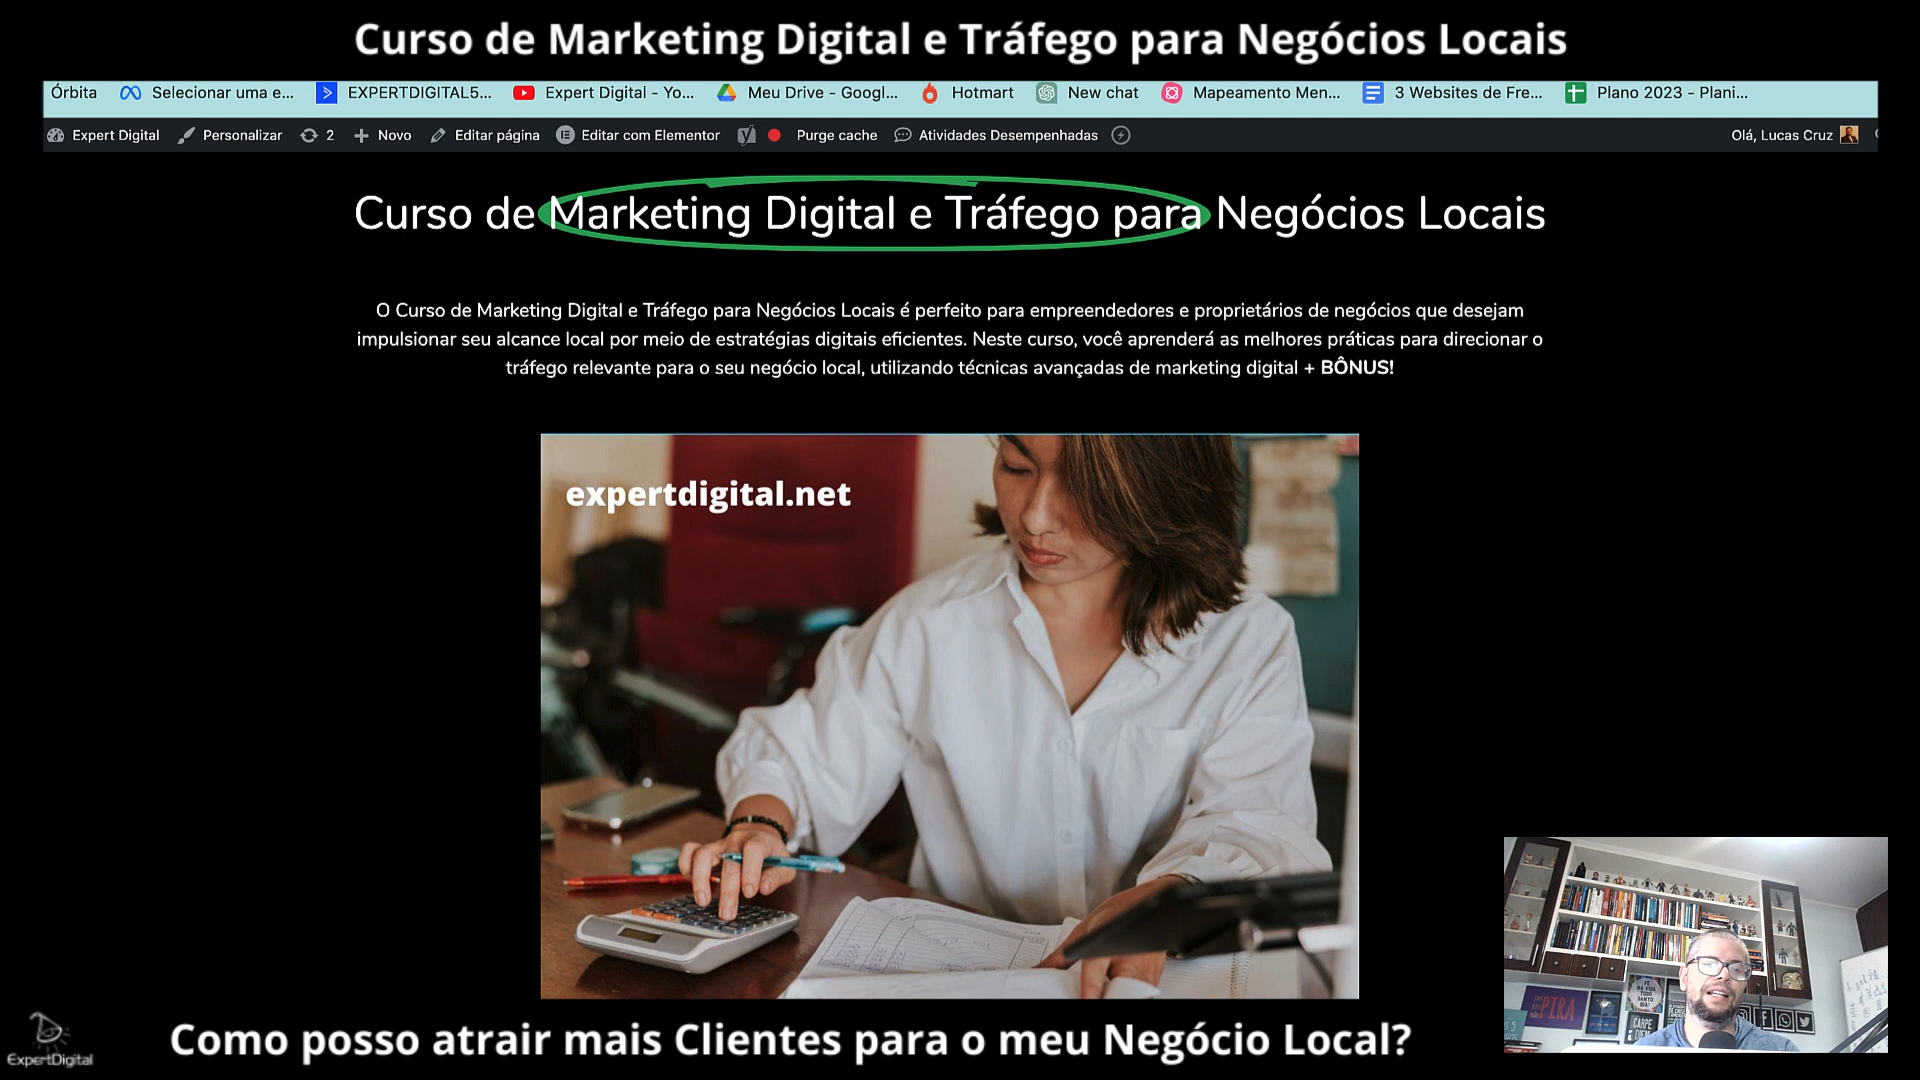 Curso de Marketing Digital e Tráfego para Negócios Locais
Órbita Selecionar uma e... EXPERTDIGITAL5... Expert Digital - Yo... Meu Drive - Googl... Hotmart New chat Mapeamento Men... 3 Websites de Fre... Plano 2023 - Plani...
Expert Digital Personalizar 2 Novo Editar página Editar com Elementor Purge cache Atividades Desempenhadas Olá, Lucas Cruz
Curso de Marketing Digital e Tráfego para Negócios Locais
O Curso de Marketing Digital e Tráfego para Negócios Locais é perfeito para empreendedores e proprietários de negócios que desejam
impulsionar seu alcance local por meio de estratégias digitais eficientes. Neste curso, você aprenderá as melhores práticas para direcionar o
tráfego relevante para o seu negócio local, utilizando técnicas avançadas de marketing digital + BÔNUS!
expertdigital.net
PIRA
CARPE
ExpertDigital
Como posso atrair mais Clientes para o meu Negócio Local?